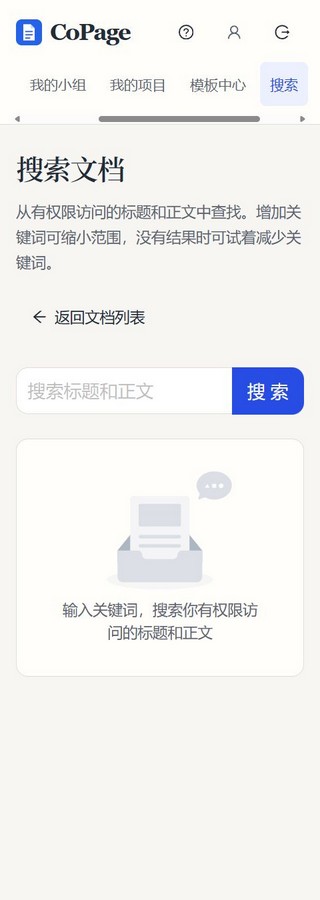 CoPage
我的小组 我的项目 模板中心 搜索
搜索文档
从有权限访问的标题和正文中查找。增加关
键词可缩小范围，没有结果时可试着减少关
键词。
← 返回文档列表
搜索标题和正文 搜 索
输入关键词，搜索你有权限访
问的标题和正文